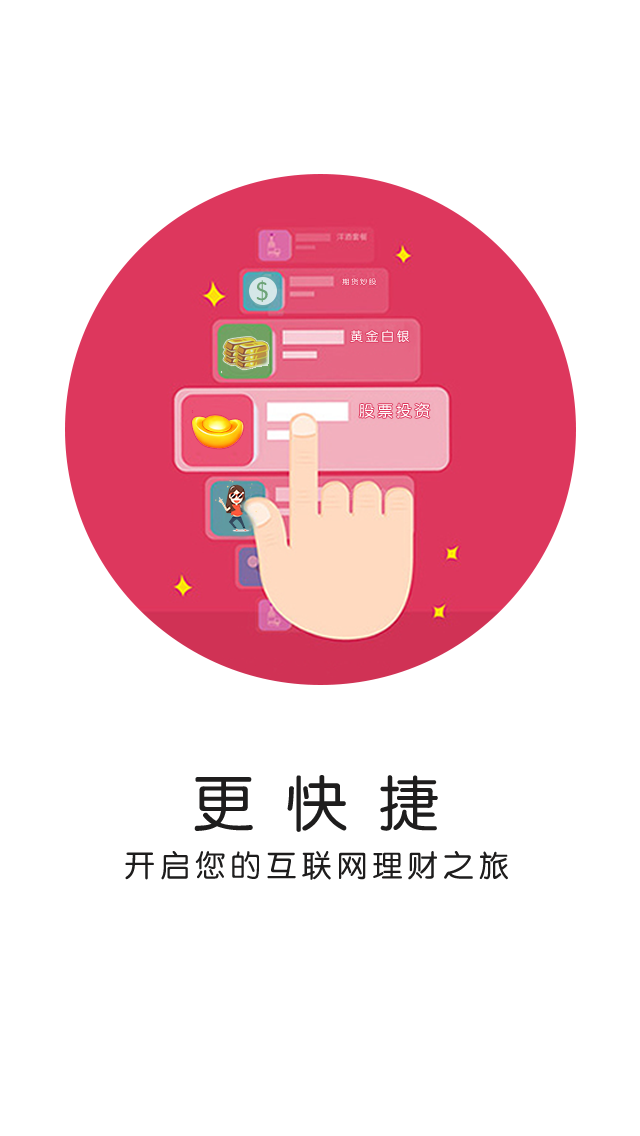 洋酒套餐
期货炒股
黄金白银
股票投资
更快捷
开启您的互联网理财之旅